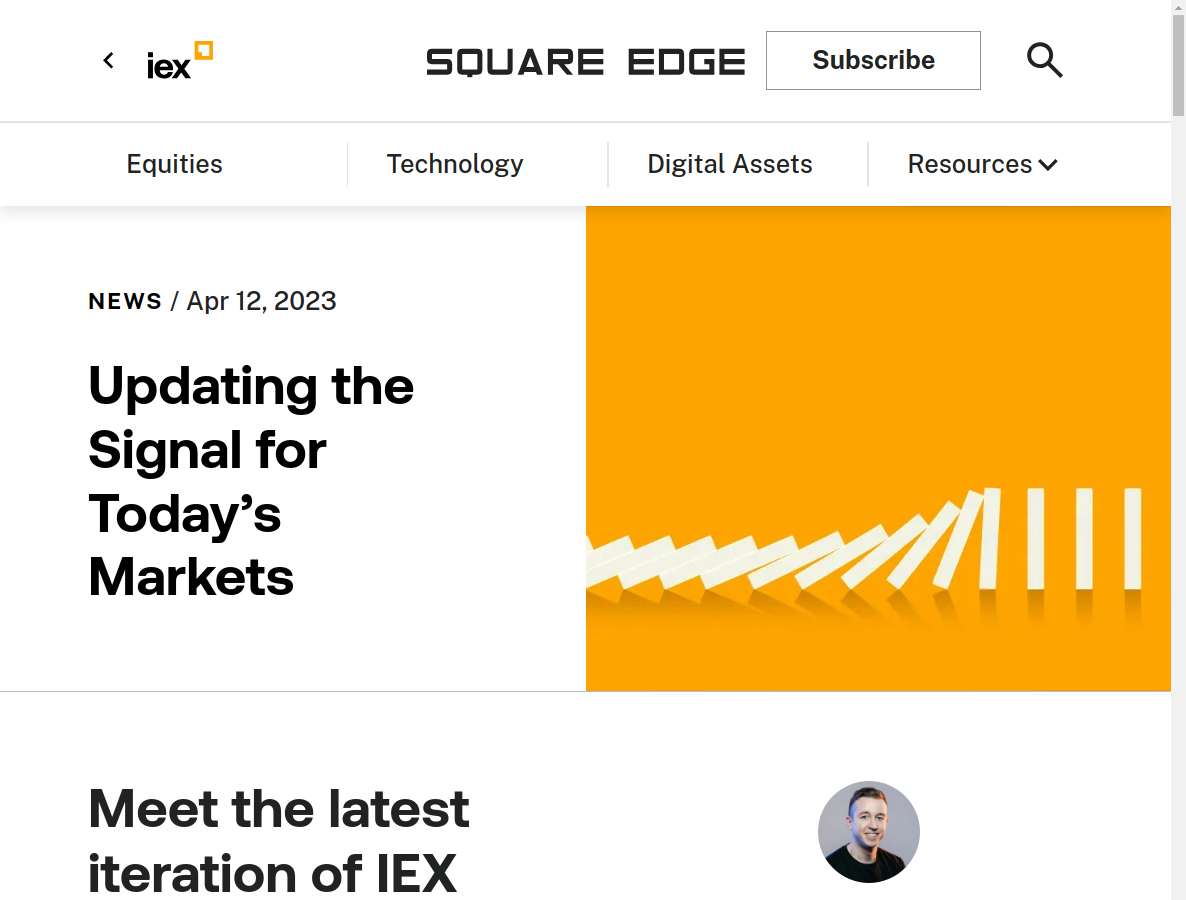 iex
SQUARE EDGE
Subscribe
Equities
Technology
Digital Assets
Resources
NEWS / Apr 12, 2023
Updating the
Signal for
Today’s
Markets
Meet the latest
iteration of IEX